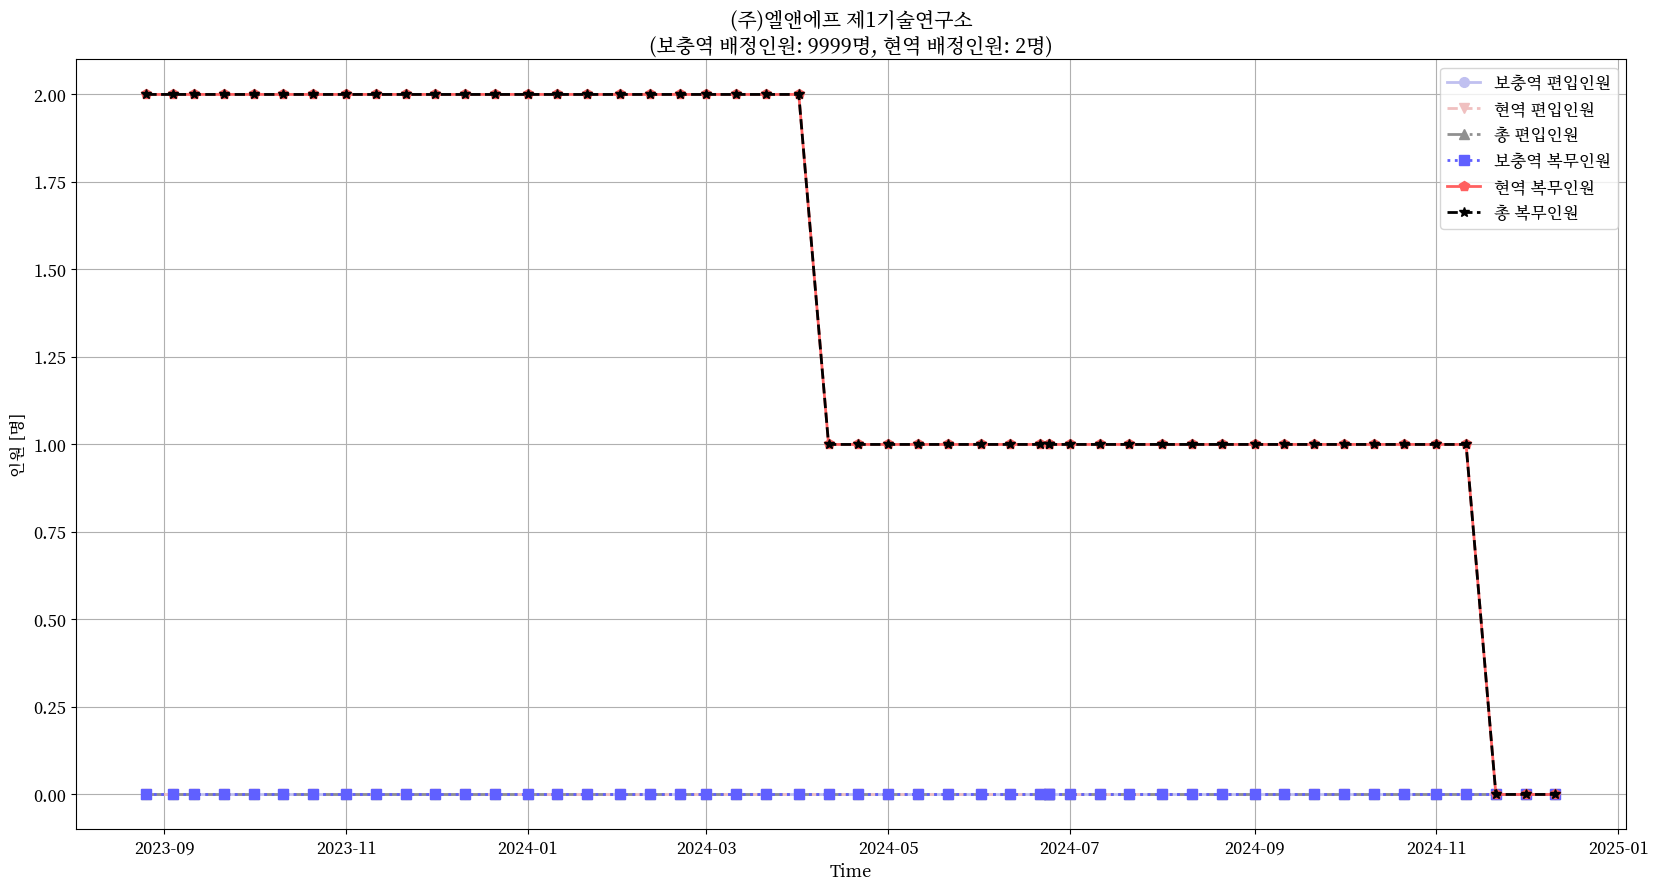 (주)엘앤에프 제1기술연구소
(보충역 배정인원: 9999명, 현역 배정인원: 2명)
보충역 편입인원
현역 편입인원
총 편입인원
보충역 복무인원
현역 복무인원
총 복무인원
인원 [명]
2.00
1.75
1.50
1.25
1.00
0.75
0.50
0.25
0.00
2023-09
2023-11
2024-01
2024-03
2024-05
2024-07
2024-09
2024-11
2025-01
Time